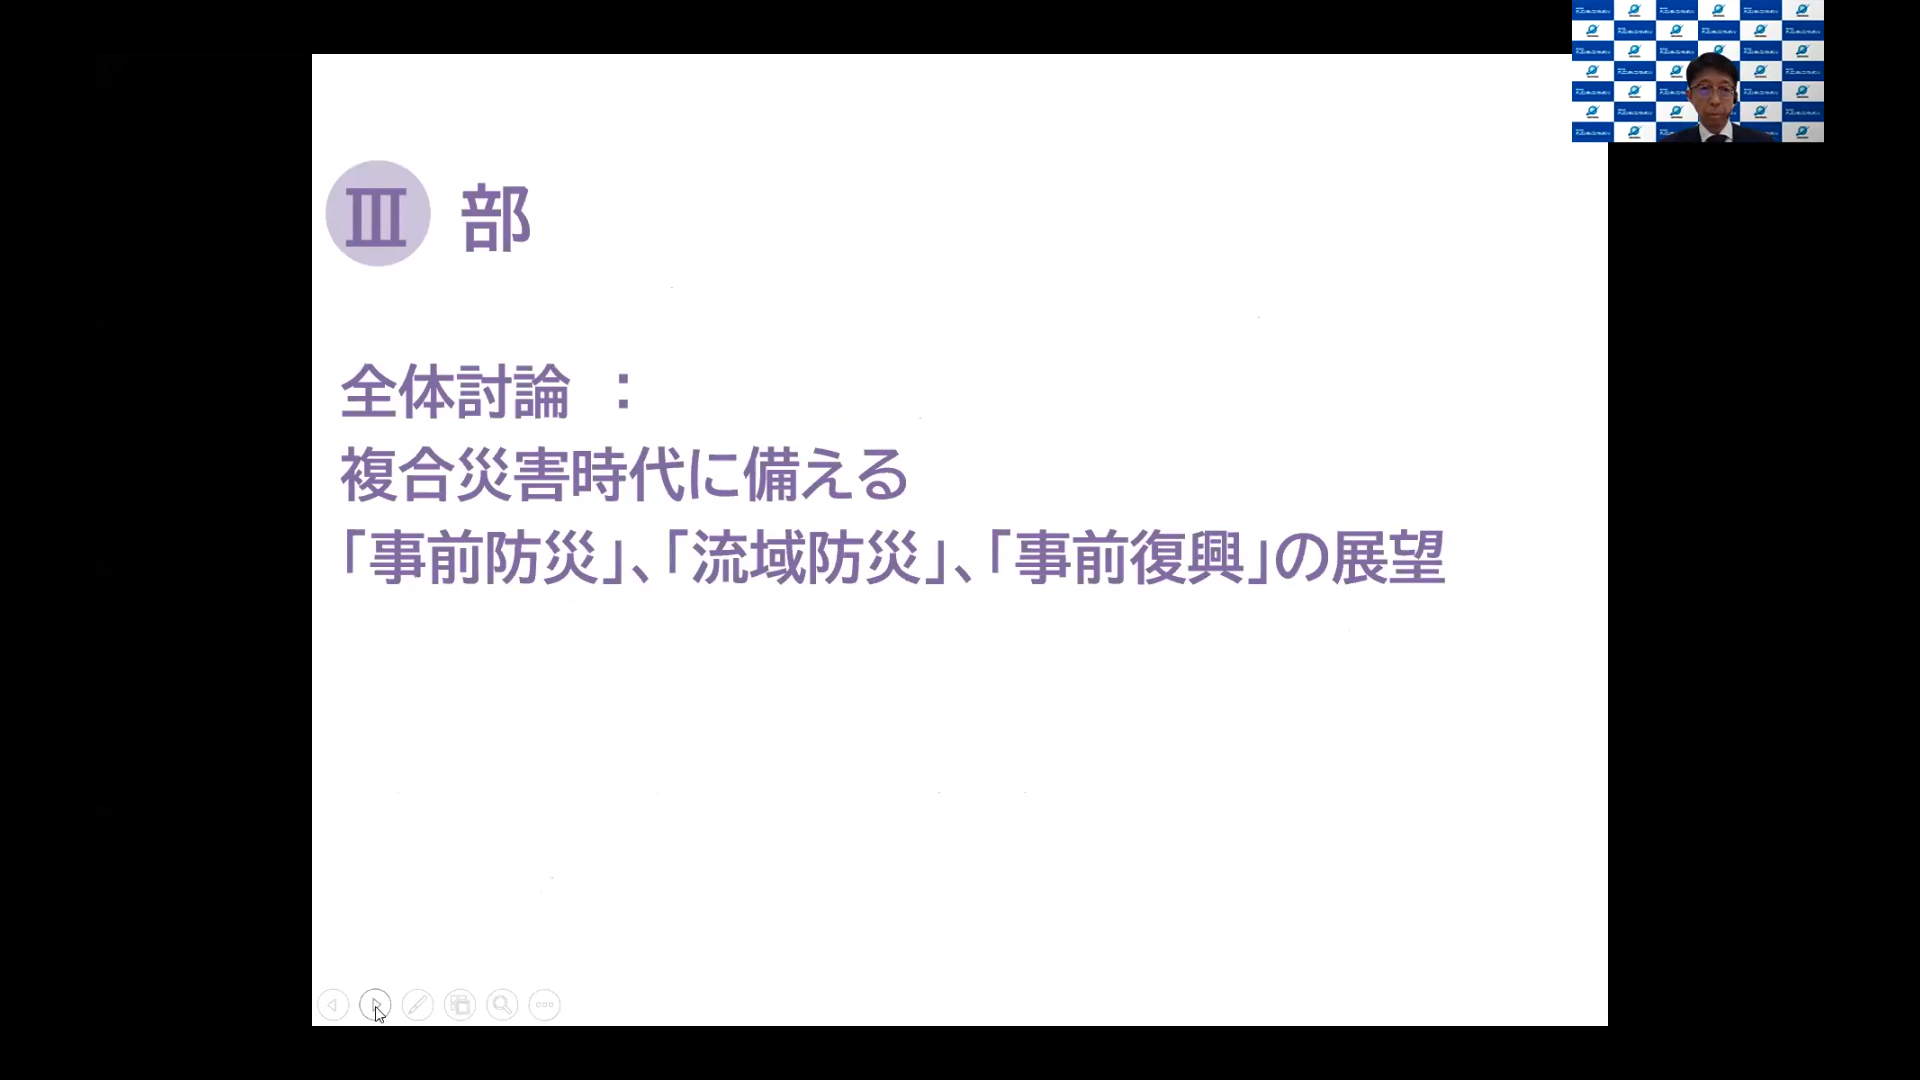 Ⅲ 部
全体討論 ：
複合災害時代に備える
「事前防災」、「流域防災」、「事前復興」の展望